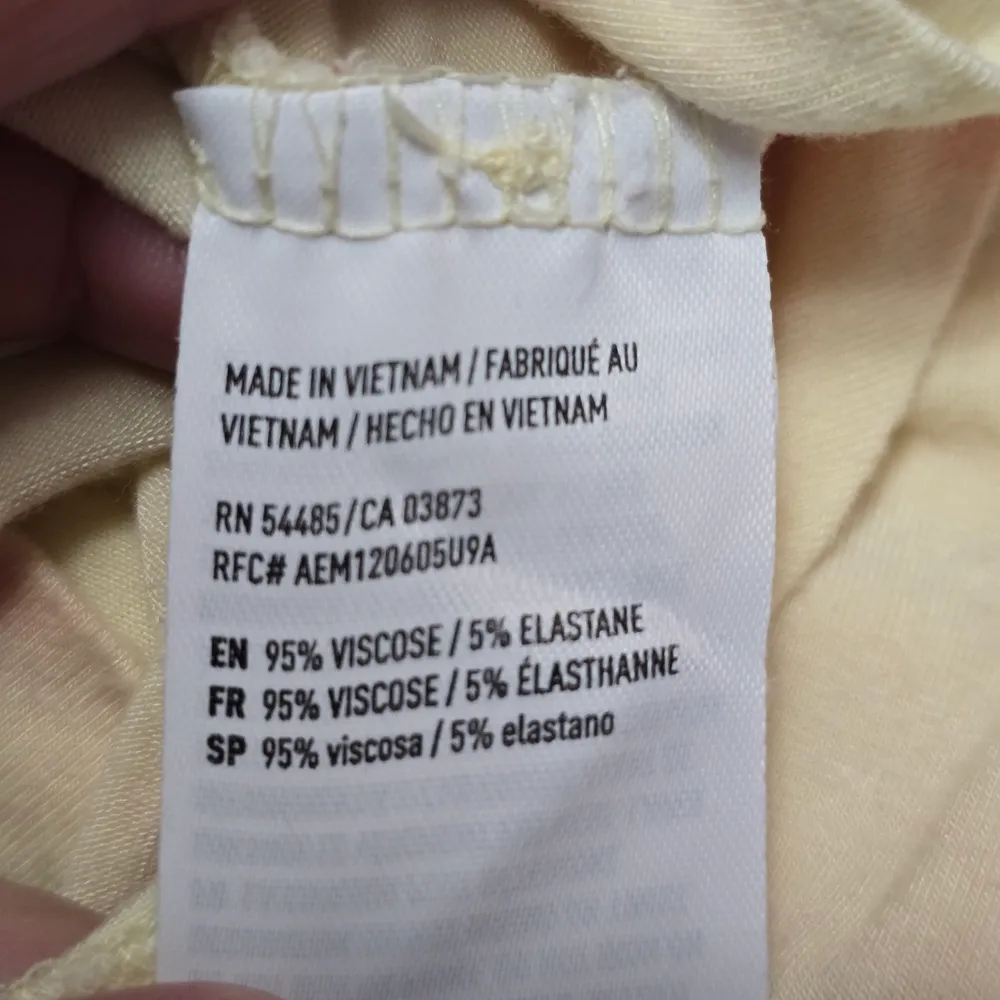 MADE IN VIETNAM / FABRIQUÉ AU
VIETNAM / HECHO EN VIETNAM
RN 54485/CA 03873
RFC# AEM120605U9A
EN 95% VISCOSE / 5% ELASTANE
FR 95% VISCOSE / 5% ÉLASTHANNE
SP 95% viscosa / 5% elastano